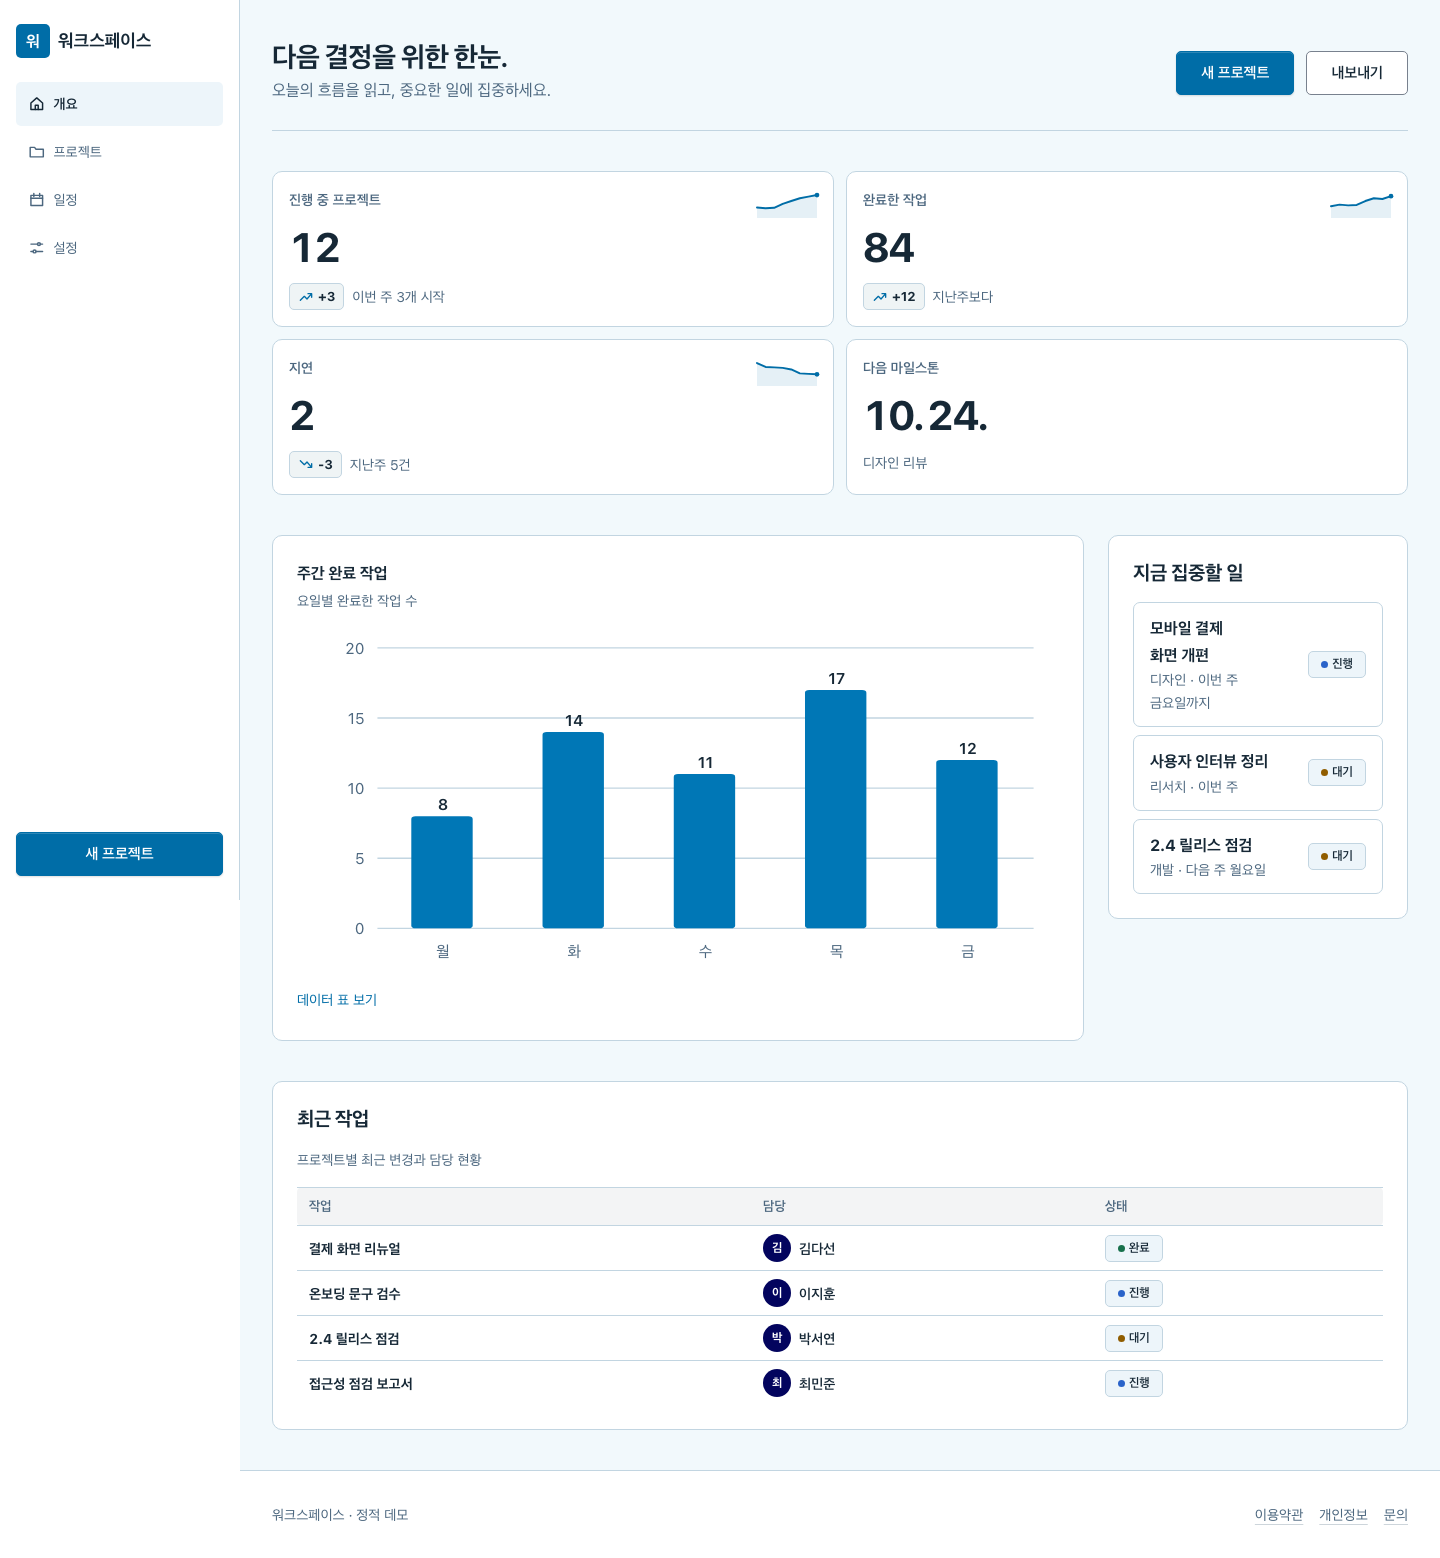 워 워크스페이스
개요
프로젝트
일정
설정
새 프로젝트
다음 결정을 위한 한눈.
오늘의 흐름을 읽고, 중요한 일에 집중하세요.
새 프로젝트 내보내기
진행 중 프로젝트
12
+3 이번 주 3개 시작
완료한 작업
84
+12 지난주보다
지연
2
-3 지난주 5건
다음 마일스톤
10.24.
디자인 리뷰
주간 완료 작업
요일별 완료한 작업 수
20
15
10
5
0
8
14
11
17
12
월 화 수 목 금
데이터 표 보기
지금 집중할 일
모바일 결제
화면 개편
디자인 · 이번 주
금요일까지
진행
사용자 인터뷰 정리
리서치 · 이번 주
대기
2.4 릴리스 점검
개발 · 다음 주 월요일
대기
최근 작업
프로젝트별 최근 변경과 담당 현황
작업 담당 상태
결제 화면 리뉴얼 김 김다선 완료
온보딩 문구 검수 이 이지훈 진행
2.4 릴리스 점검 박 박서연 대기
접근성 점검 보고서 최 최민준 진행
워크스페이스 · 정적 데모
이용약관 개인정보 문의